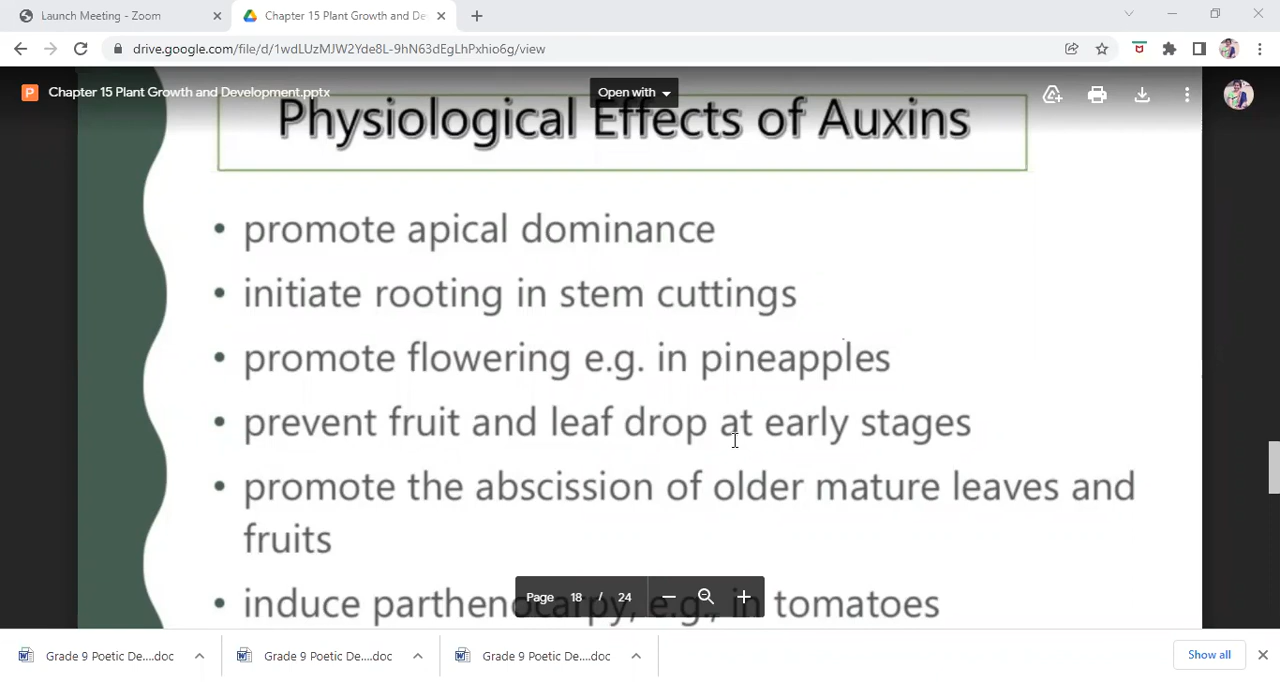 Launch Meeting - Zoom
Chapter 15 Plant Growth and De
drive.google.com/file/d/1wdLUzMJW2Yde8L-9hN63dEgLhPxhio6g/view
P Chapter 15 Plant Growth and Development.pptx
Open with
Physiological Effects of Auxins
• promote apical dominance
• initiate rooting in stem cuttings
• promote flowering e.g. in pineapples
• prevent fruit and leaf drop at early stages
• promote the abscission of older mature leaves and
fruits
• induce parthenocarpy, e.g., in tomatoes
Page 18 / 24
Grade 9 Poetic De....doc
Grade 9 Poetic De....doc
Grade 9 Poetic De....doc
Show all